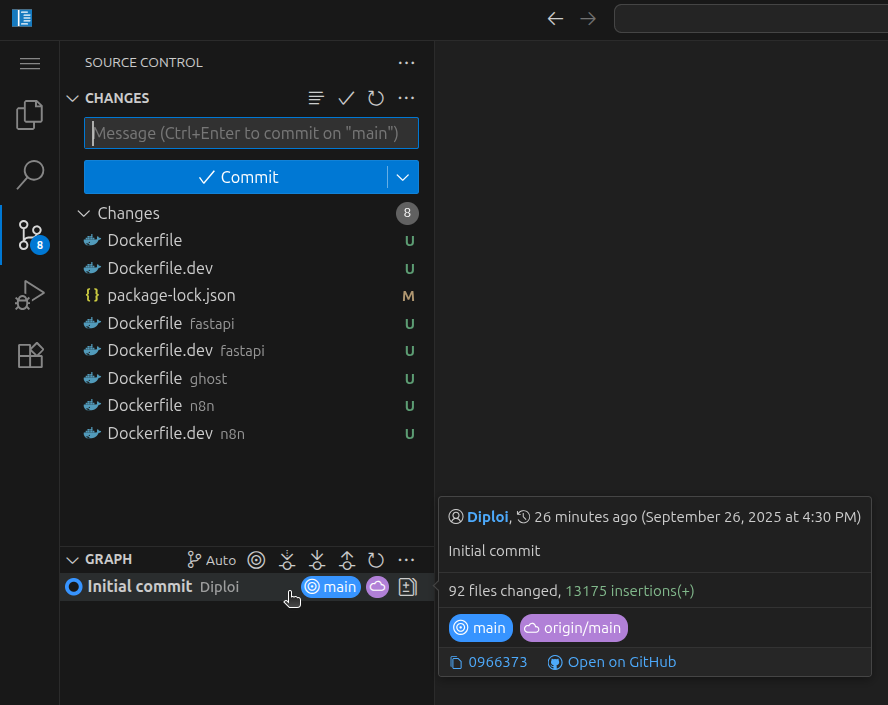 SOURCE CONTROL
CHANGES
Message (Ctrl+Enter to commit on "main")
Commit
Changes 8
Dockerfile U
8
Dockerfile.dev U
{} package-lock.json M
Dockerfile fastapi U
Dockerfile.dev fastapi U
Dockerfile ghost U
Dockerfile n8n U
Dockerfile.dev n8n U
GRAPH Auto
Initial commit Diploi main
Diploi, 26 minutes ago (September 26, 2025 at 4:30 PM)
Initial commit
92 files changed, 13175 insertions(+)
main origin/main
0966373 Open on GitHub